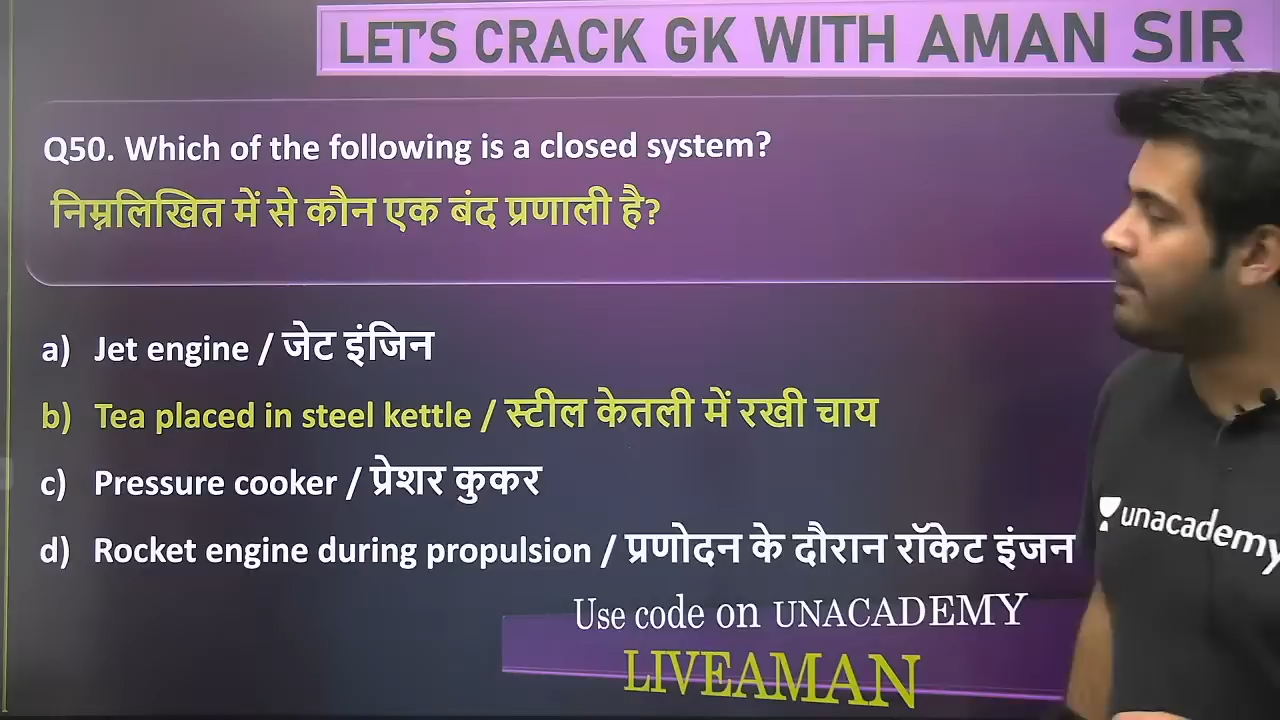 LET'S CRACK GK WITH AMAN SIR
Q50. Which of the following is a closed system?
निम्नलिखित में से कौन एक बंद प्रणाली है?
a) Jet engine / जेट इंजिन
b) Tea placed in steel kettle / स्टील केतली में रखी चाय
c) Pressure cooker / प्रेशर कुकर
d) Rocket engine during propulsion / प्रणोदन के दौरान रॉकेट इंजन
unacademy
Use code on UNACADEMY
LIVEAMAN